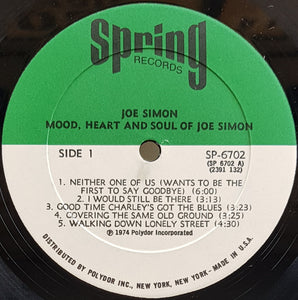 Spring
RECORDS
JOE SIMON
MOOD, HEART AND SOUL OF JOE SIMON
SIDE 1
SP-6702
(SP 6702 A)
(2391 132)
1. NEITHER ONE OF US (WANTS TO BE THE
FIRST TO SAY GOODBYE) (6:00)
2. I WOULD STILL BE THERE (3:13)
3. GOOD TIME CHARLEY'S GOT THE BLUES (3:23)
4. COVERING THE SAME OLD GROUND (3:25)
5. WALKING DOWN LONELY STREET (4:30)
℗ 1974 Polydor Incorporated
DISTRIBUTED BY POLYDOR INC., NEW YORK, NEW YORK • MADE IN U.S.A.